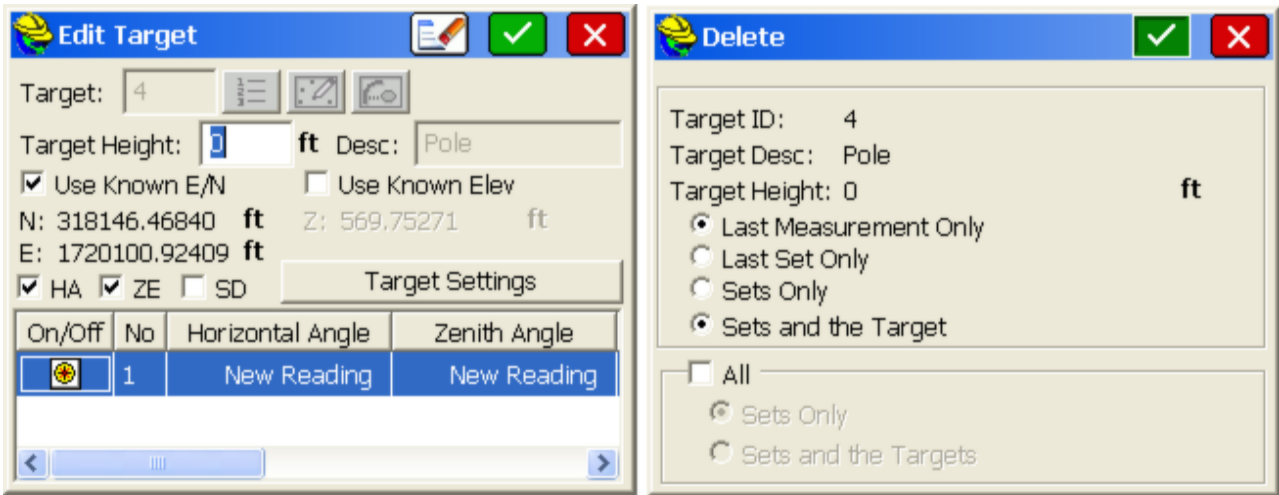 Edit Target
Target: 4
Target Height: 0 ft Desc: Pole
Use Known E/N Use Known Elev
N: 318146.46840 ft Z: 569.75271 ft
E: 1720100.92409 ft
HA ZE SD Target Settings
On/Off No Horizontal Angle Zenith Angle
1 New Reading New Reading
Delete
Target ID: 4
Target Desc: Pole
Target Height: 0 ft
Last Measurement Only
Last Set Only
Sets Only
Sets and the Target
All
Sets Only
Sets and the Targets